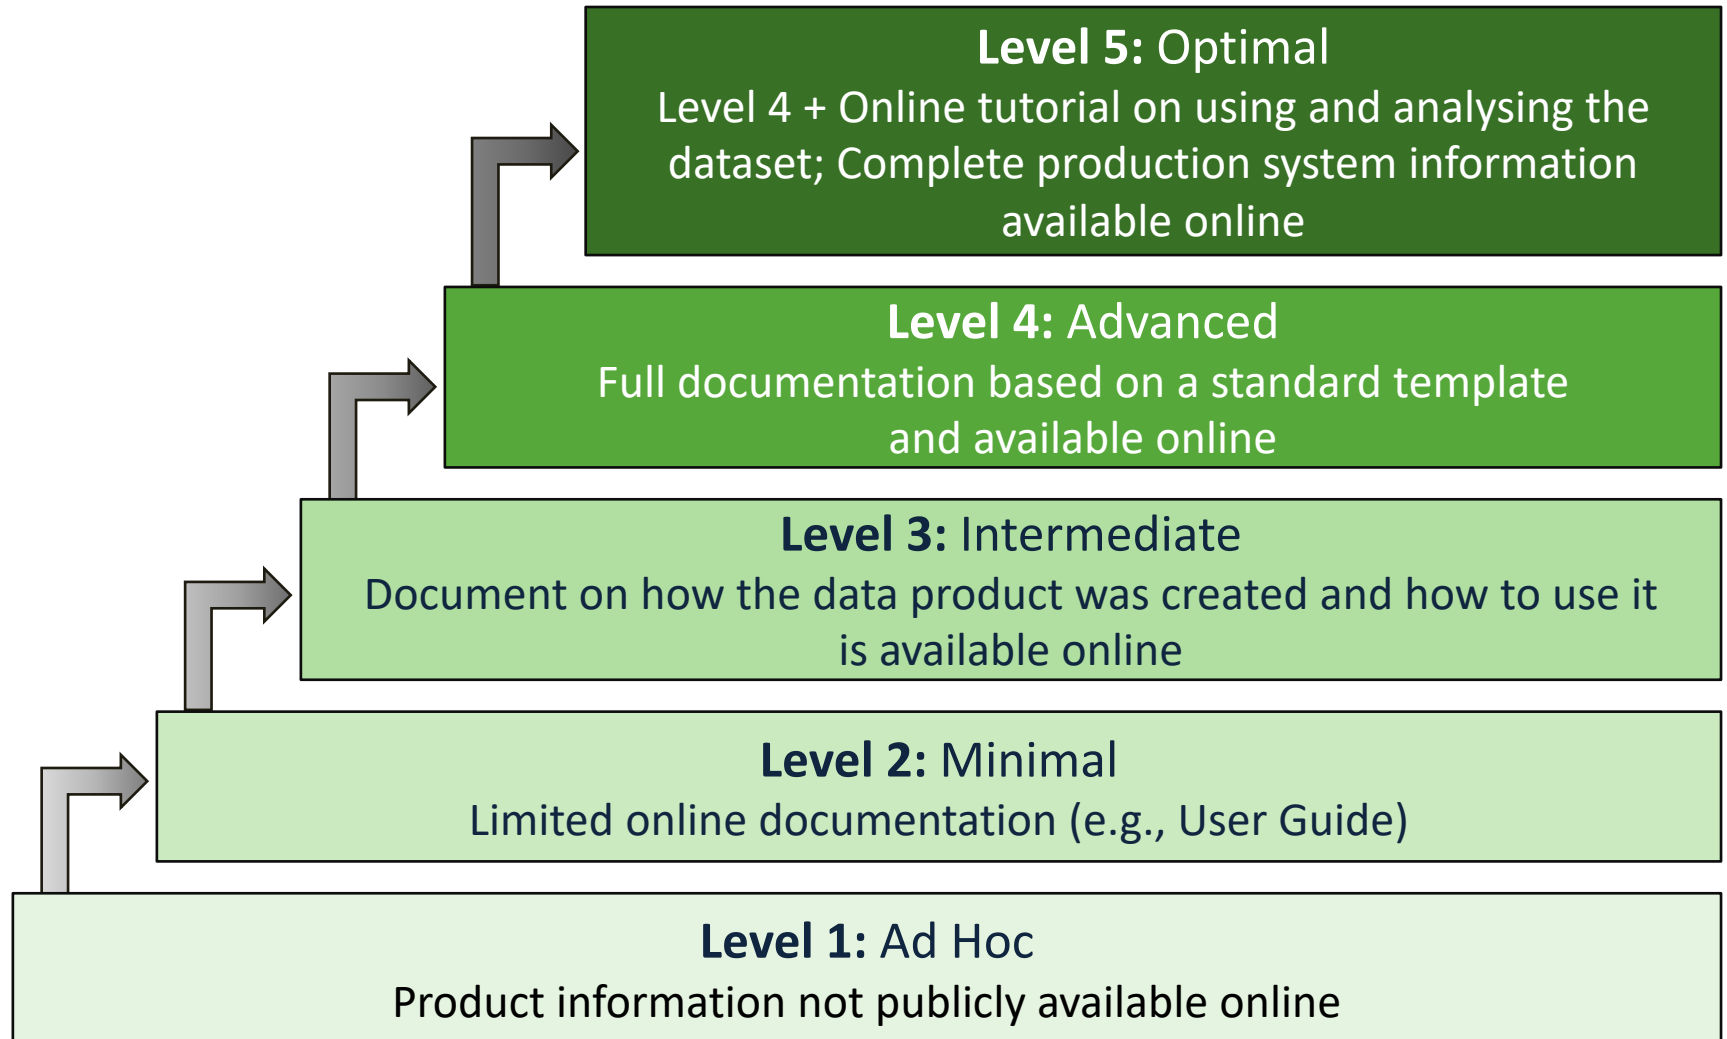 Level 5: Optimal
Level 4 + Online tutorial on using and analysing the
dataset; Complete production system information
available online
Level 4: Advanced
Full documentation based on a standard template
and available online
Level 3: Intermediate
Document on how the data product was created and how to use it
is available online
Level 2: Minimal
Limited online documentation (e.g., User Guide)
Level 1: Ad Hoc
Product information not publicly available online